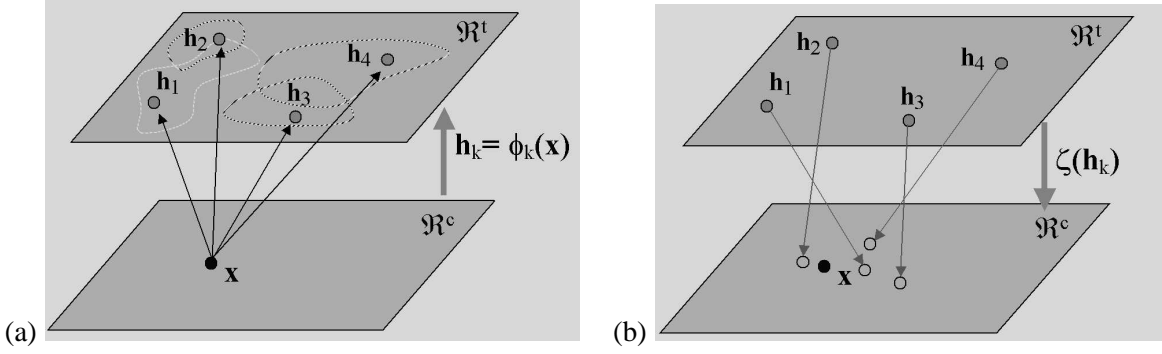 ℜᵗ
h₂
h₄
h₁
h₃
hₖ= ϕₖ(x)
ℜᶜ
x
(a)
ℜᵗ
h₂
h₄
h₁
h₃
ζ(hₖ)
ℜᶜ
x
(b)